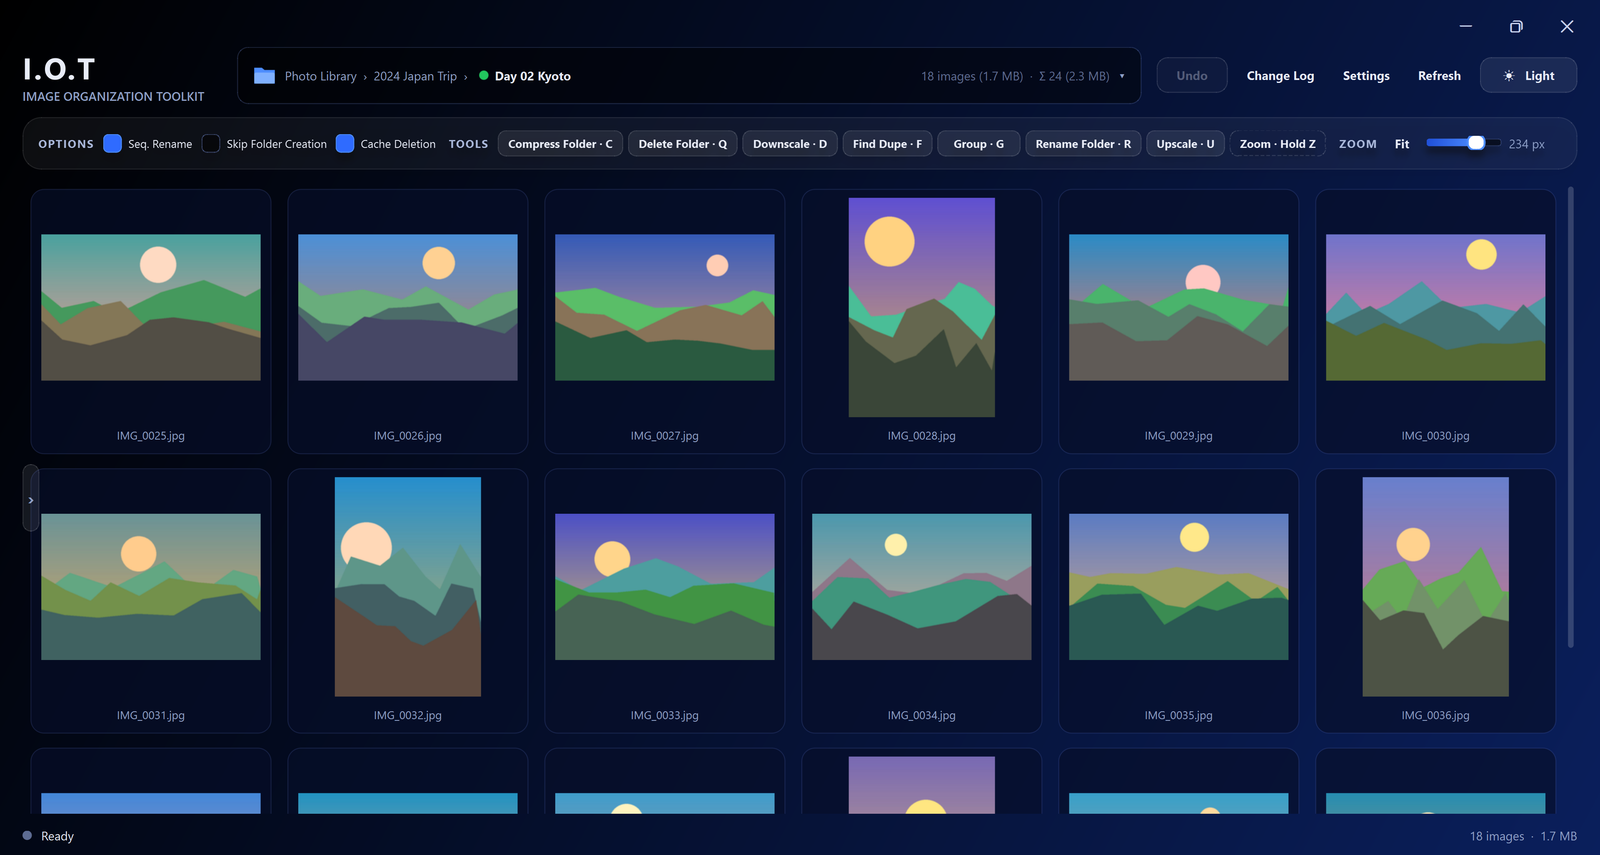 I.O.T
IMAGE ORGANIZATION TOOLKIT
Photo Library › 2024 Japan Trip › Day 02 Kyoto
18 images (1.7 MB) · Σ 24 (2.3 MB)
Undo
Change Log
Settings
Refresh
Light
OPTIONS
Seq. Rename
Skip Folder Creation
Cache Deletion
TOOLS
Compress Folder · C
Delete Folder · Q
Downscale · D
Find Dupe · F
Group · G
Rename Folder · R
Upscale · U
Zoom · Hold Z
ZOOM
Fit
234 px
IMG_0025.jpg
IMG_0026.jpg
IMG_0027.jpg
IMG_0028.jpg
IMG_0029.jpg
IMG_0030.jpg
IMG_0031.jpg
IMG_0032.jpg
IMG_0033.jpg
IMG_0034.jpg
IMG_0035.jpg
IMG_0036.jpg
Ready
18 images · 1.7 MB